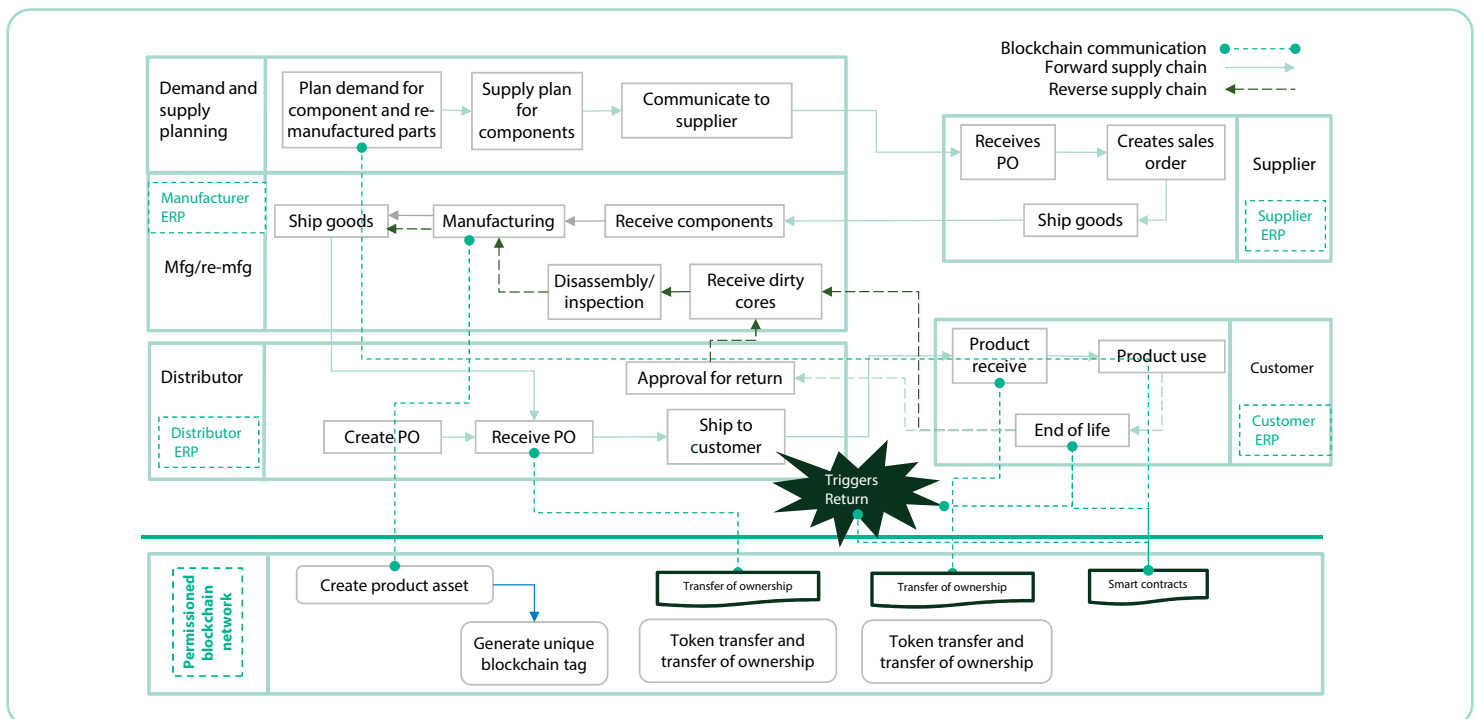 Blockchain communication
Forward supply chain
Reverse supply chain
Demand and
supply
planning
Plan demand for
component and re-
manufactured parts
Supply plan
for
components
Communicate to
supplier
Receives
PO
Creates sales
order
Supplier
Supplier
ERP
Ship goods
Manufacturer
ERP
Mfg/re-mfg
Ship goods
Manufacturing
Receive components
Disassembly/
inspection
Receive dirty
cores
Distributor
Distributor
ERP
Approval for return
Create PO
Receive PO
Ship to
customer
Product
receive
Product use
End of life
Customer
Customer
ERP
Triggers
Return
Permissioned
blockchain
network
Create product asset
Generate unique
blockchain tag
Transfer of ownership
Token transfer and
transfer of ownership
Transfer of ownership
Token transfer and
transfer of ownership
Smart contracts